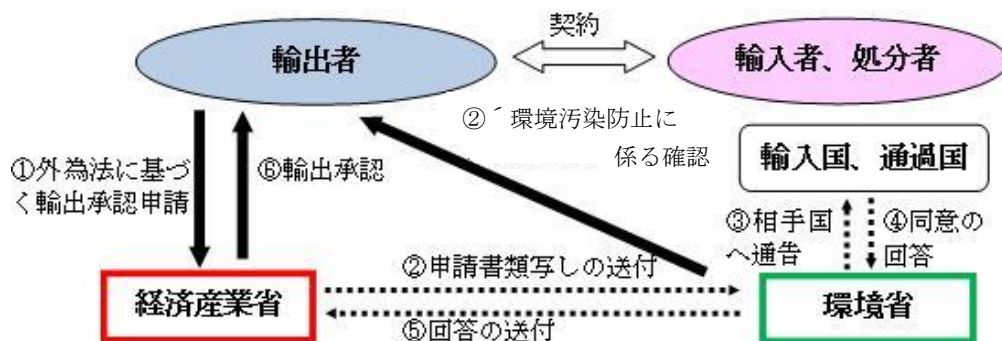 契約
輸出者
輸入者、処分者
②´環境汚染防止に
係る確認
①外為法に基づ
く輸出承認申請
⑥輸出承認
輸入国、通過国
③相手国
へ通告
④同意の
回答
②申請書類写しの送付
経済産業省
環境省
⑤回答の送付